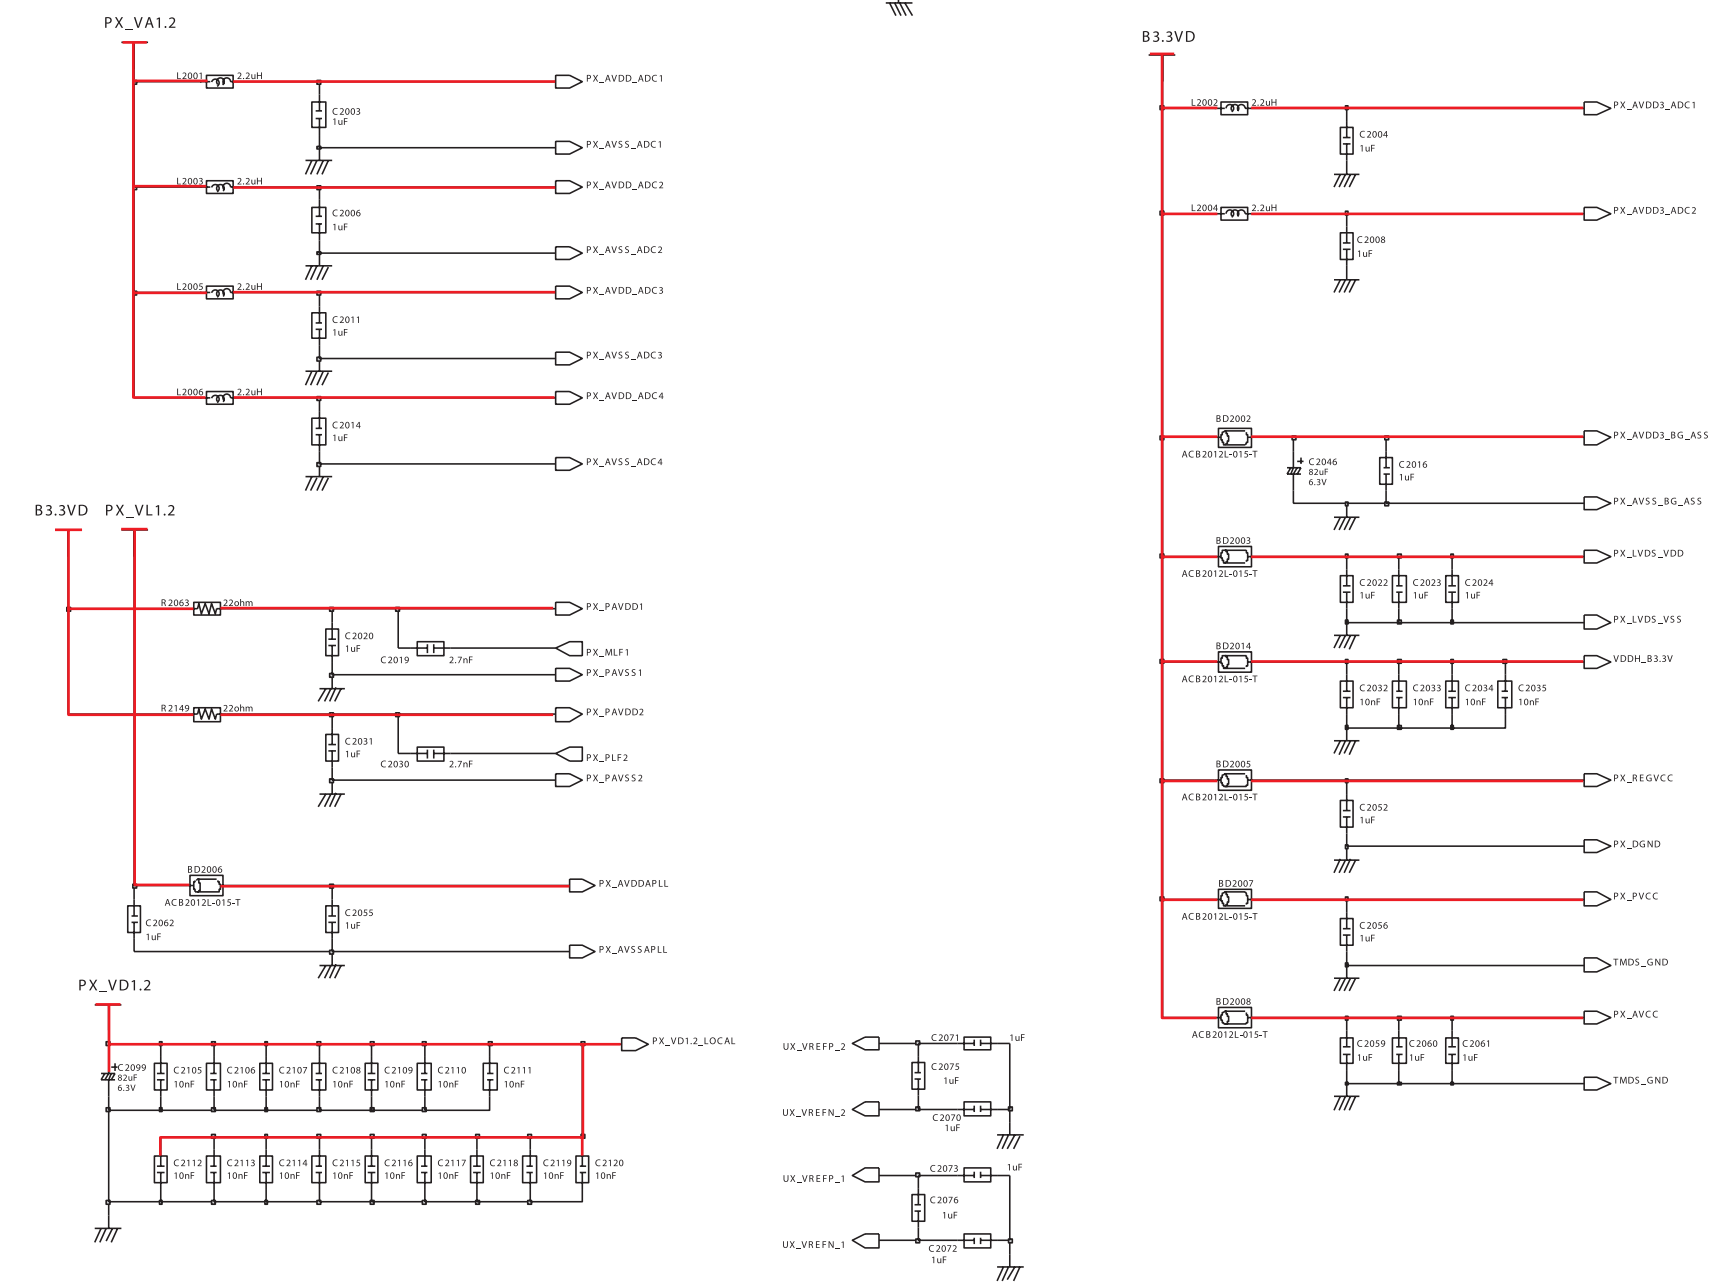 PX_VA1.2
L2001 2.2uH
PX_AVDD_ADC1
C2003
1uF
PX_AVSS_ADC1
L2003 2.2uH
PX_AVDD_ADC2
C2006
1uF
PX_AVSS_ADC2
L2005 2.2uH
PX_AVDD_ADC3
C2011
1uF
PX_AVSS_ADC3
L2006 2.2uH
PX_AVDD_ADC4
C2014
1uF
PX_AVSS_ADC4
B3.3VD PX_VL1.2
R2063 22ohm
PX_PAVDD1
C2020
1uF
C2019 2.7nF
PX_MLF1
PX_PAVSS1
R2149 22ohm
PX_PAVDD2
C2031
1uF
C2030 2.7nF
PX_PLF2
PX_PAVSS2
BD2006
ACB2012L-015-T
PX_AVDDAPLL
C2062
1uF
C2055
1uF
PX_AVSSAPLL
PX_VD1.2
PX_VD1.2_LOCAL
+
C2099
82uF
6.3V
C2105 C2106 C2107 C2108 C2109 C2110 C2111
10nF 10nF 10nF 10nF 10nF 10nF 10nF
C2112 C2113 C2114 C2115 C2116 C2117 C2118 C2119 C2120
10nF 10nF 10nF 10nF 10nF 10nF 10nF 10nF 10nF
UX_VREFP_2
C2071 1uF
C2075
1uF
UX_VREFN_2
C2070
1uF
UX_VREFP_1
C2073 1uF
C2076
1uF
UX_VREFN_1
C2072
1uF
B3.3VD
L2002 2.2uH
PX_AVDD3_ADC1
C2004
1uF
L2004 2.2uH
PX_AVDD3_ADC2
C2008
1uF
BD2002
ACB2012L-015-T
PX_AVDD3_BG_ASS
+
C2046
82uF
6.3V
C2016
1uF
PX_AVSS_BG_ASS
BD2003
ACB2012L-015-T
PX_LVDS_VDD
C2022 C2023 C2024
1uF 1uF 1uF
PX_LVDS_VSS
BD2014
ACB2012L-015-T
VDDH_B3.3V
C2032 C2033 C2034 C2035
10nF 10nF 10nF 10nF
BD2005
ACB2012L-015-T
PX_REGVCC
C2052
1uF
PX_DGND
BD2007
ACB2012L-015-T
PX_PVCC
C2056
1uF
TMDS_GND
BD2008
ACB2012L-015-T
PX_AVCC
C2059 C2060 C2061
1uF 1uF 1uF
TMDS_GND